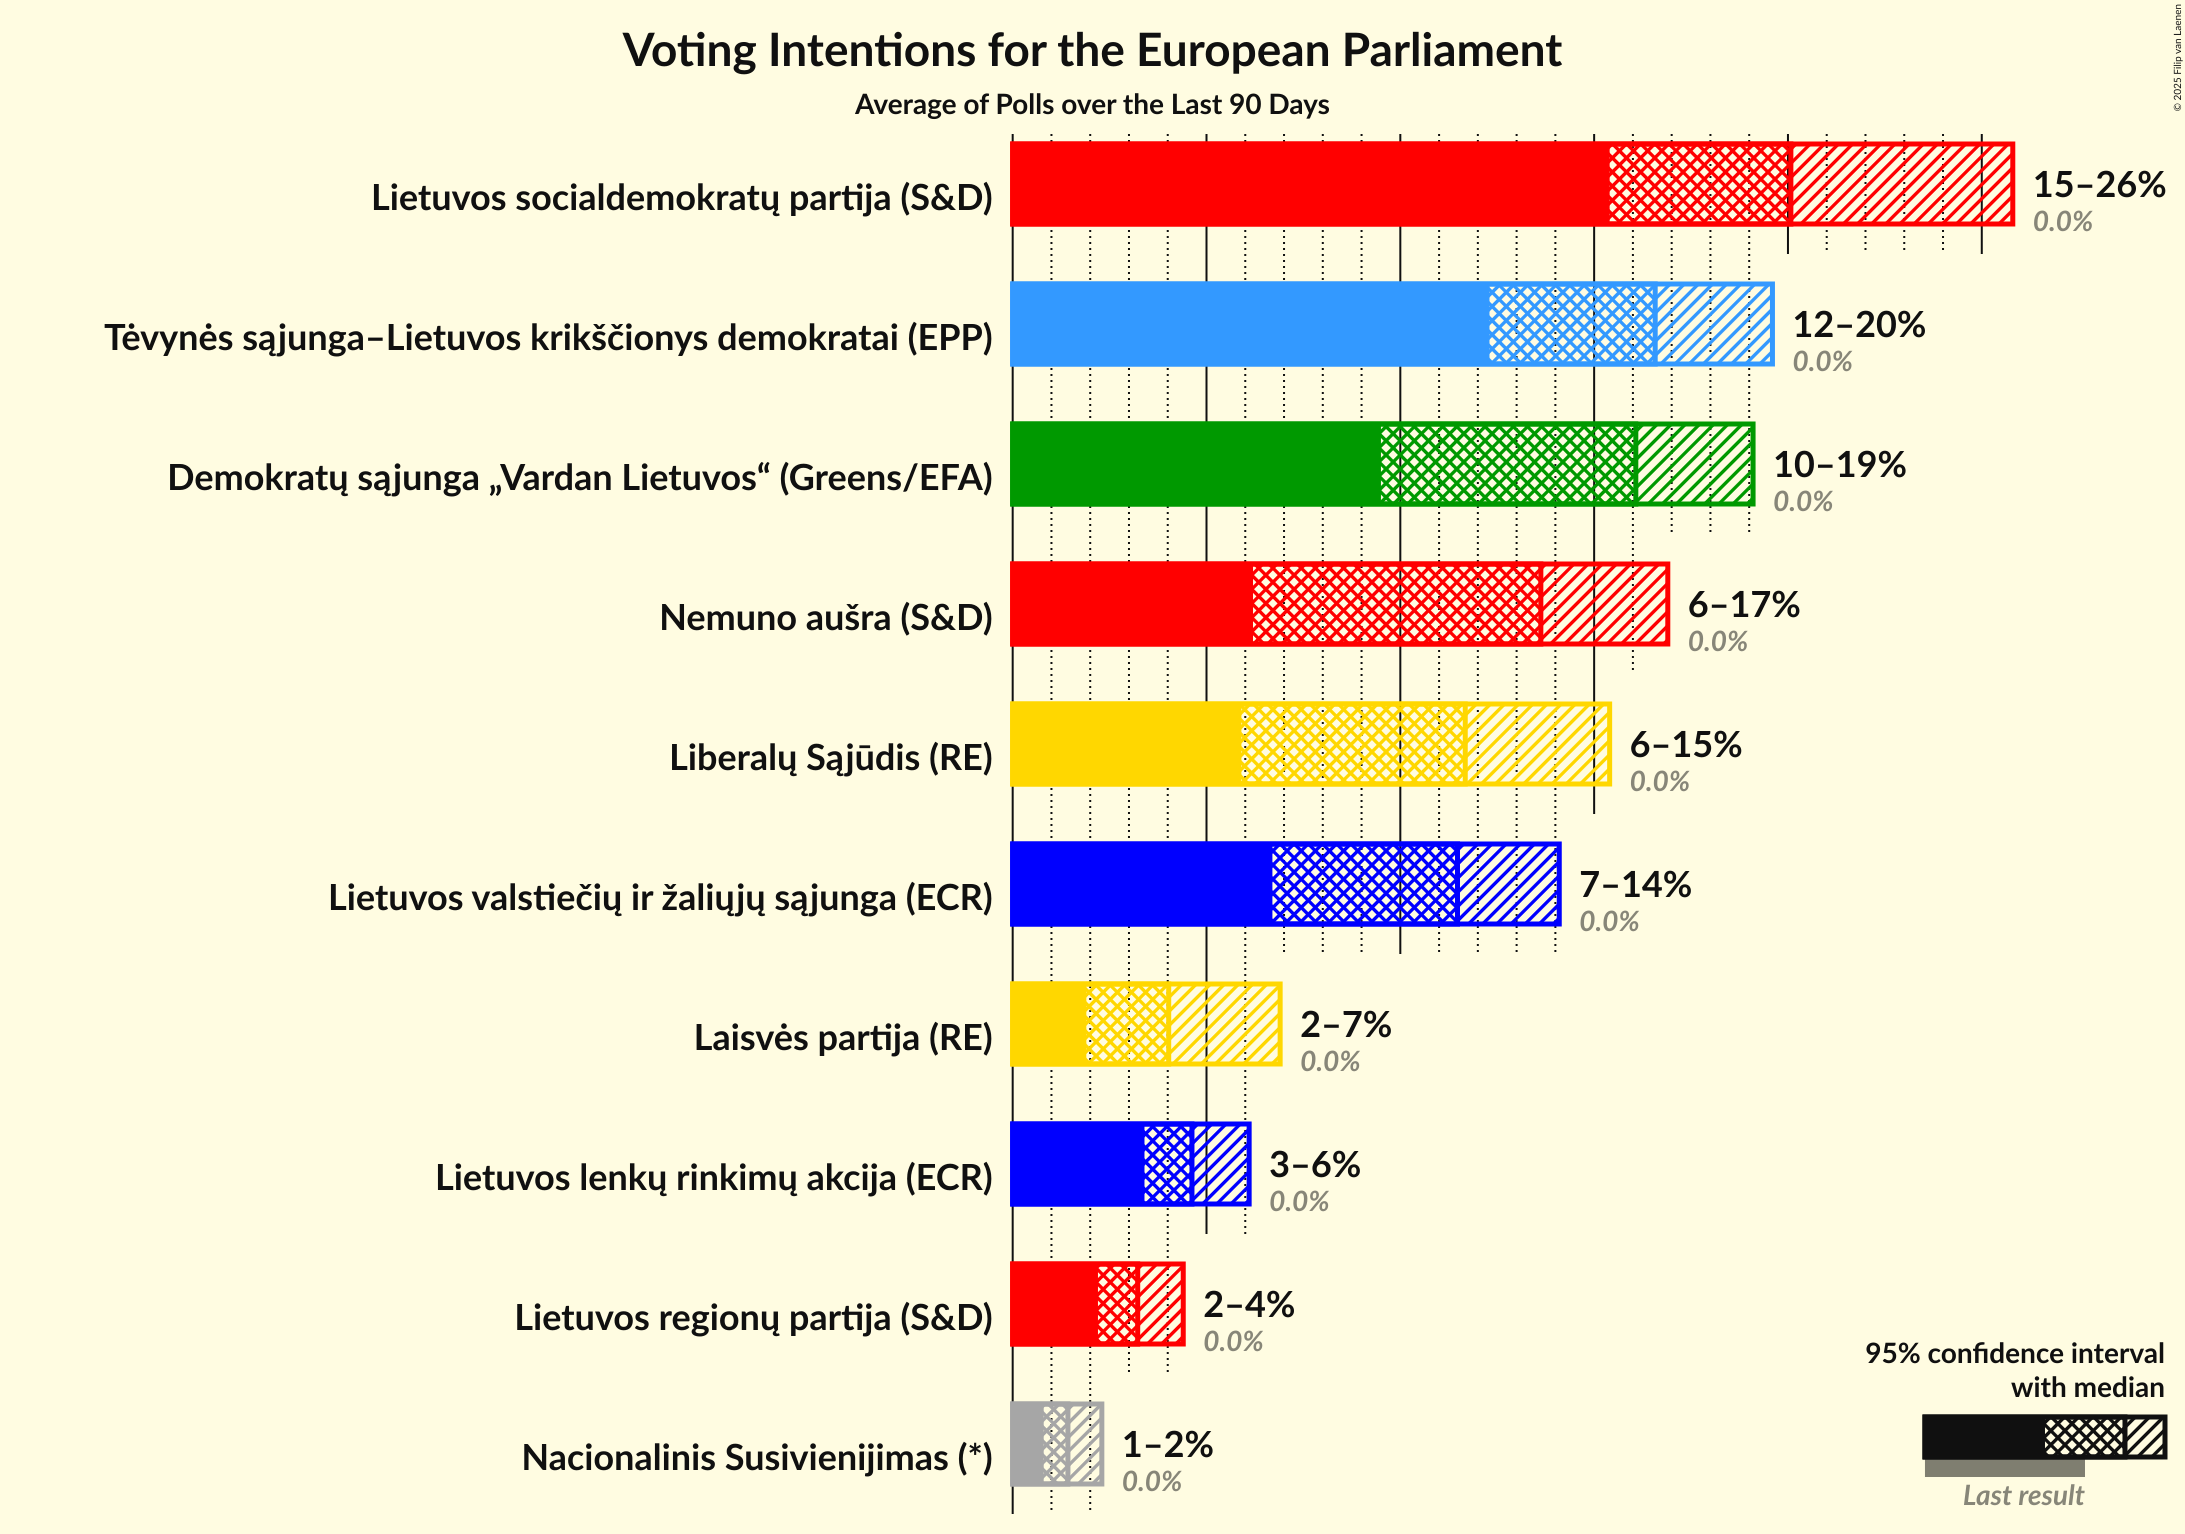 Voting Intentions for the European Parliament
Average of Polls over the Last 90 Days
© 2025 Filip van Laenen
Lietuvos socialdemokratų partija (S&D)
15–26%
0.0%
Tėvynės sąjunga–Lietuvos krikščionys demokratai (EPP)
12–20%
0.0%
Demokratų sąjunga „Vardan Lietuvos“ (Greens/EFA)
10–19%
0.0%
Nemuno aušra (S&D)
6–17%
0.0%
Liberalų Sąjūdis (RE)
6–15%
0.0%
Lietuvos valstiečių ir žaliųjų sąjunga (ECR)
7–14%
0.0%
Laisvės partija (RE)
2–7%
0.0%
Lietuvos lenkų rinkimų akcija (ECR)
3–6%
0.0%
Lietuvos regionų partija (S&D)
2–4%
0.0%
Nacionalinis Susivienijimas (*)
1–2%
0.0%
95% confidence interval
with median
Last result